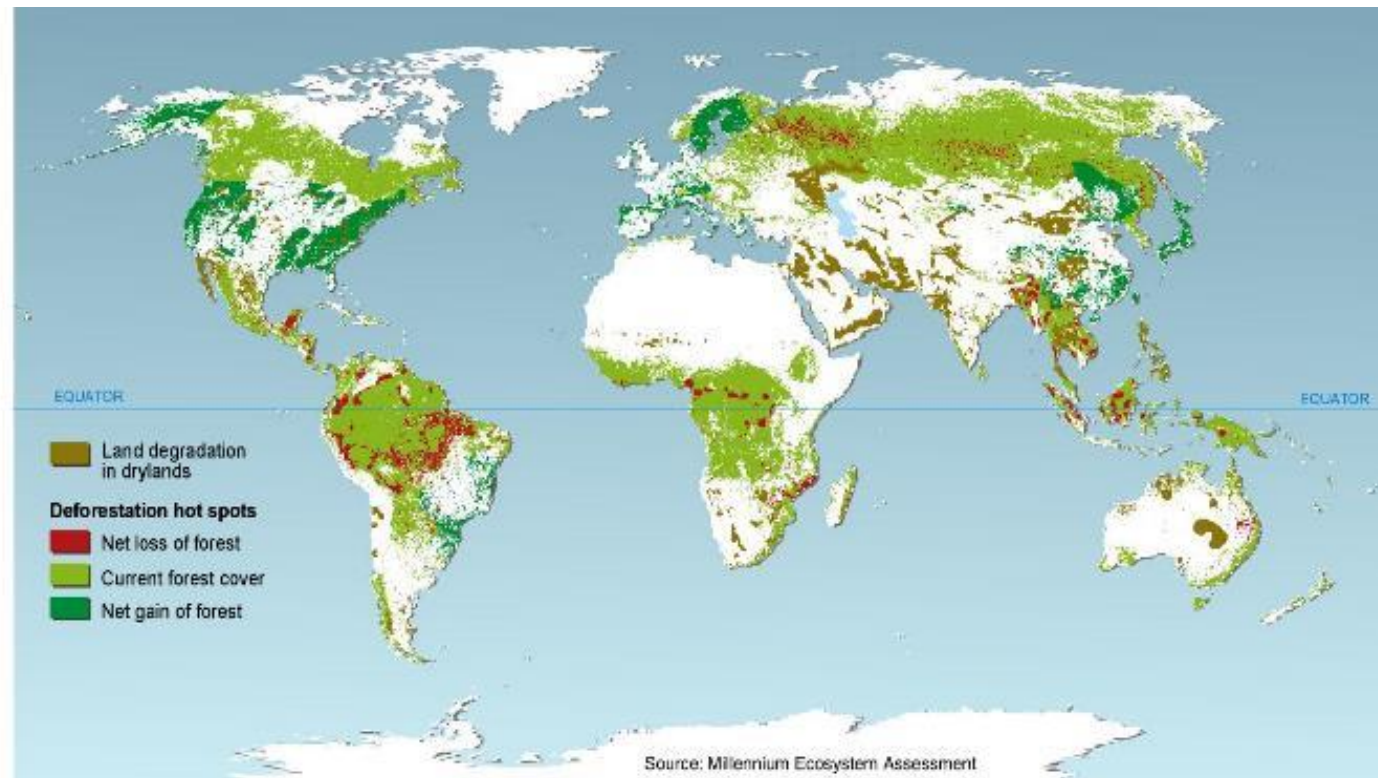 EQUATOR
EQUATOR
Land degradation
in drylands
Deforestation hot spots
Net loss of forest
Current forest cover
Net gain of forest
Source: Millennium Ecosystem Assessment